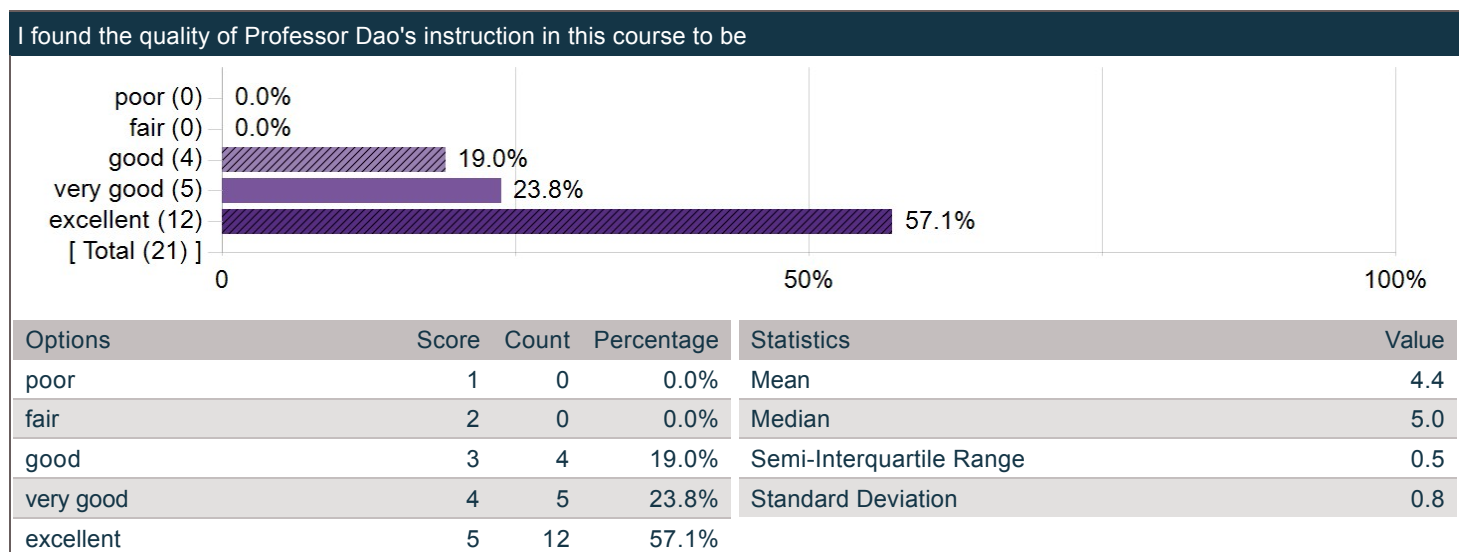 I found the quality of Professor Dao's instruction in this course to be
poor (0) 0.0%
fair (0) 0.0%
good (4) 19.0%
very good (5) 23.8%
excellent (12) 57.1%
[ Total (21) ]
0 50% 100%
Options Score Count Percentage
poor 1 0 0.0%
fair 2 0 0.0%
good 3 4 19.0%
very good 4 5 23.8%
excellent 5 12 57.1%
Statistics Value
Mean 4.4
Median 5.0
Semi-Interquartile Range 0.5
Standard Deviation 0.8